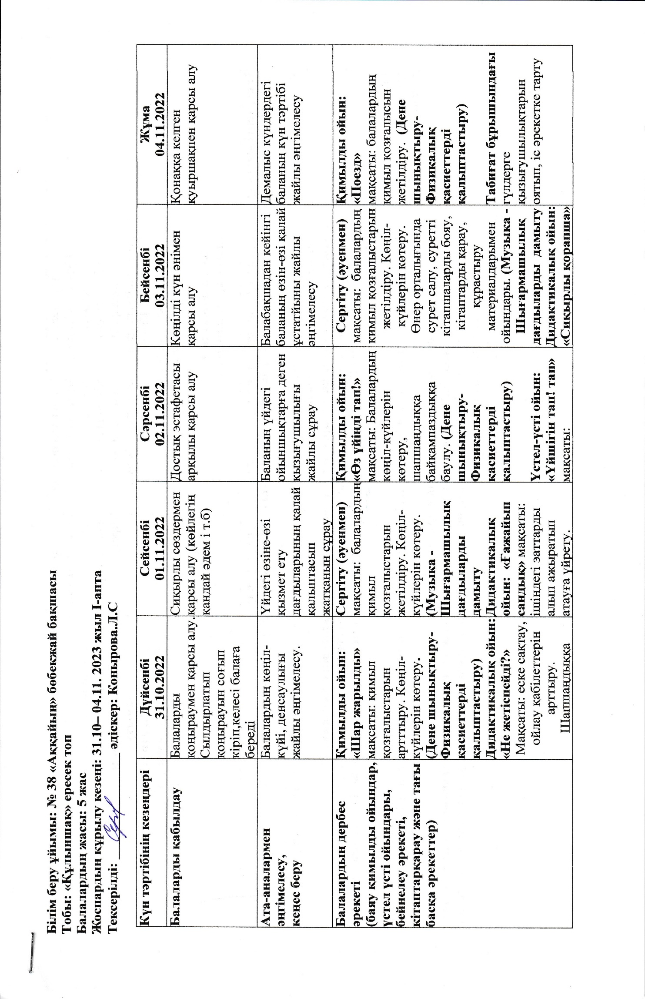 Білім беру ұйымы: № 38 «Аққайың» бөбекжай бақшасы
Тобы: «Құлыншақ» ересек топ
Балалардың жасы: 5 жас
Жоспардың құрылу кезеңі: 31.10– 04.11. 2023 жыл I-апта
Тексерілді: ________________ әдіскер: Конырова.Л.С
Күн тәртібінің кезеңдері
Дүйсенбі
31.10.2022
Сейсенбі
01.11.2022
Сәрсенбі
02.11.2022
Бейсенбі
03.11.2022
Жұма
04.11.2022
Балаларды қабылдау
Балаларды
қоңыраумен қарсы алу.
Сылдырлатып
қоңырауын соғып
кіріп,келесі балаға
береді
Сиқырлы сөздермен
қарсы алу (көйлегің
қандай әдем і т.б)
Достық эстафетасы
арқылы қарсы алу
Көңілді күн әнімен
қарсы алу
Қонаққа келген
қуыршақпен қарсы алу
Ата-аналармен
әңгімелесу,
кеңес беру
Балалардың көңіл-
күйі, денсаулығы
жайлы әңгімелесу.
Үйдегі өзіне-өзі
қызмет ету
дағдыларының қалай
қалыптасып
жатқанын сұрау
Баланың үйдегі
ойыншықтарға деген
қызығушылығы
жайлы сұрау
Балабақшадан кейінгі
баланың өзін-өзі қалай
ұстатйыны жайлы
әңгімелесу
Демалыс күндердегі
баланың күн тәртібі
жайлы әңгімелесу
Балалардың дербес
әрекеті
(баяу қимылды ойындар,
үстел үсті ойындары,
бейнелеу әрекеті,
кітаптарқарау және тағы
басқа әрекеттер)
Қимылды ойын:
«Шар жарылды»
мақсаты: қимыл
қозғалыстарын
арттыру. Көңіл-
күйлерін көтеру.
(Дене шынықтыру-
Физикалық
қасиеттерді
қалыптастыру)
Дидактикалық ойын:
«Не жетіспейді?»
Мақсаты: еске сақтау,
ойлау қабілеттерін
арттыру.
Шапшаңдыққа
Сергіту (әуенмен)
мақсаты: балалардың
қимыл
қозғалыстарын
жетілдіру. Көңіл-
күйлерін көтеру.
(Музыка -
Шығармашылық
дағдыларды
дамыту
Дидактикалық
ойын: «Ғажайып
сандық» мақсаты:
ішіндегі эаттарды
алып ажыратып
атауға үйрету.
Қимылды ойын:
«Өз үйіңді тап!»
мақсаты: Балалардың
көңіл-күйлерін
көтеру,
шапшаңдыққа
байқампаздыққа
баулу. (Дене
шынықтыру-
Физикалық
қасиеттерді
қалыптастыру)
Үстел-үсті ойын:
«Үйшігін тап! тап»
мақсаты:
Сергіту (әуенмен)
мақсаты: балалардың
қимыл қозғалыстарын
жетілдіру. Көңіл-
күйлерін көтеру.
Өнер орталығында
сурет салу, суретті
кітапшаларды бояу,
кітаптарды қарау,
құрастыру
материалдарымен
ойындары. (Музыка -
Шығармашылық
дағдыларды дамыту
Дидактикалық ойын:
«Сиқырлы қорапша»
Қимылды ойын:
«Поезд»
мақсаты: балалардың
қимыл қозғалысын
жетілдіру. (Дене
шынықтыру-
Физикалық
қасиеттерді
қалыптастыру)
Табиғат бұрышындағы
гүлдерге
қызығушылықтарын
оятып, іс әрекетке тарту